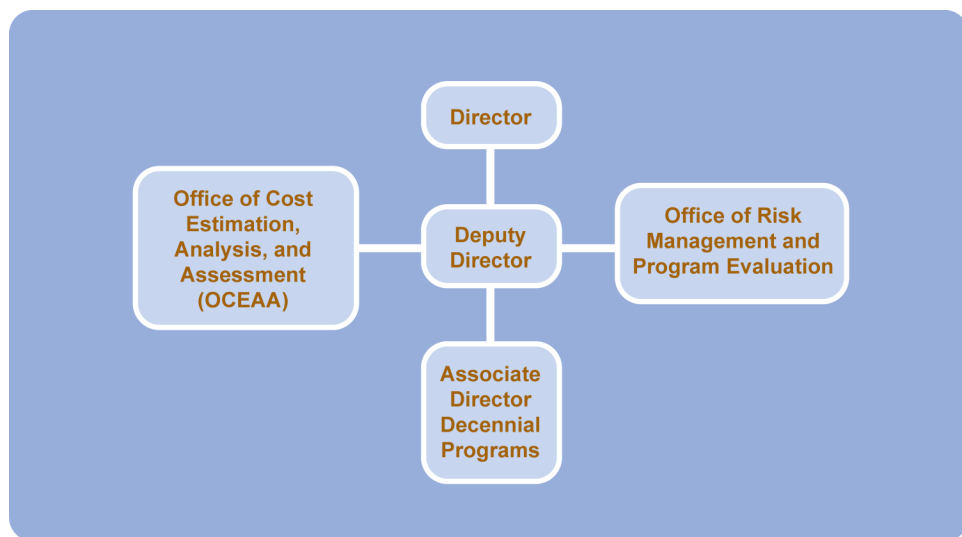 Director
Office of Cost
Estimation,
Analysis, and
Assessment
(OCEAA)
Deputy
Director
Office of Risk
Management and
Program Evaluation
Associate
Director
Decennial
Programs